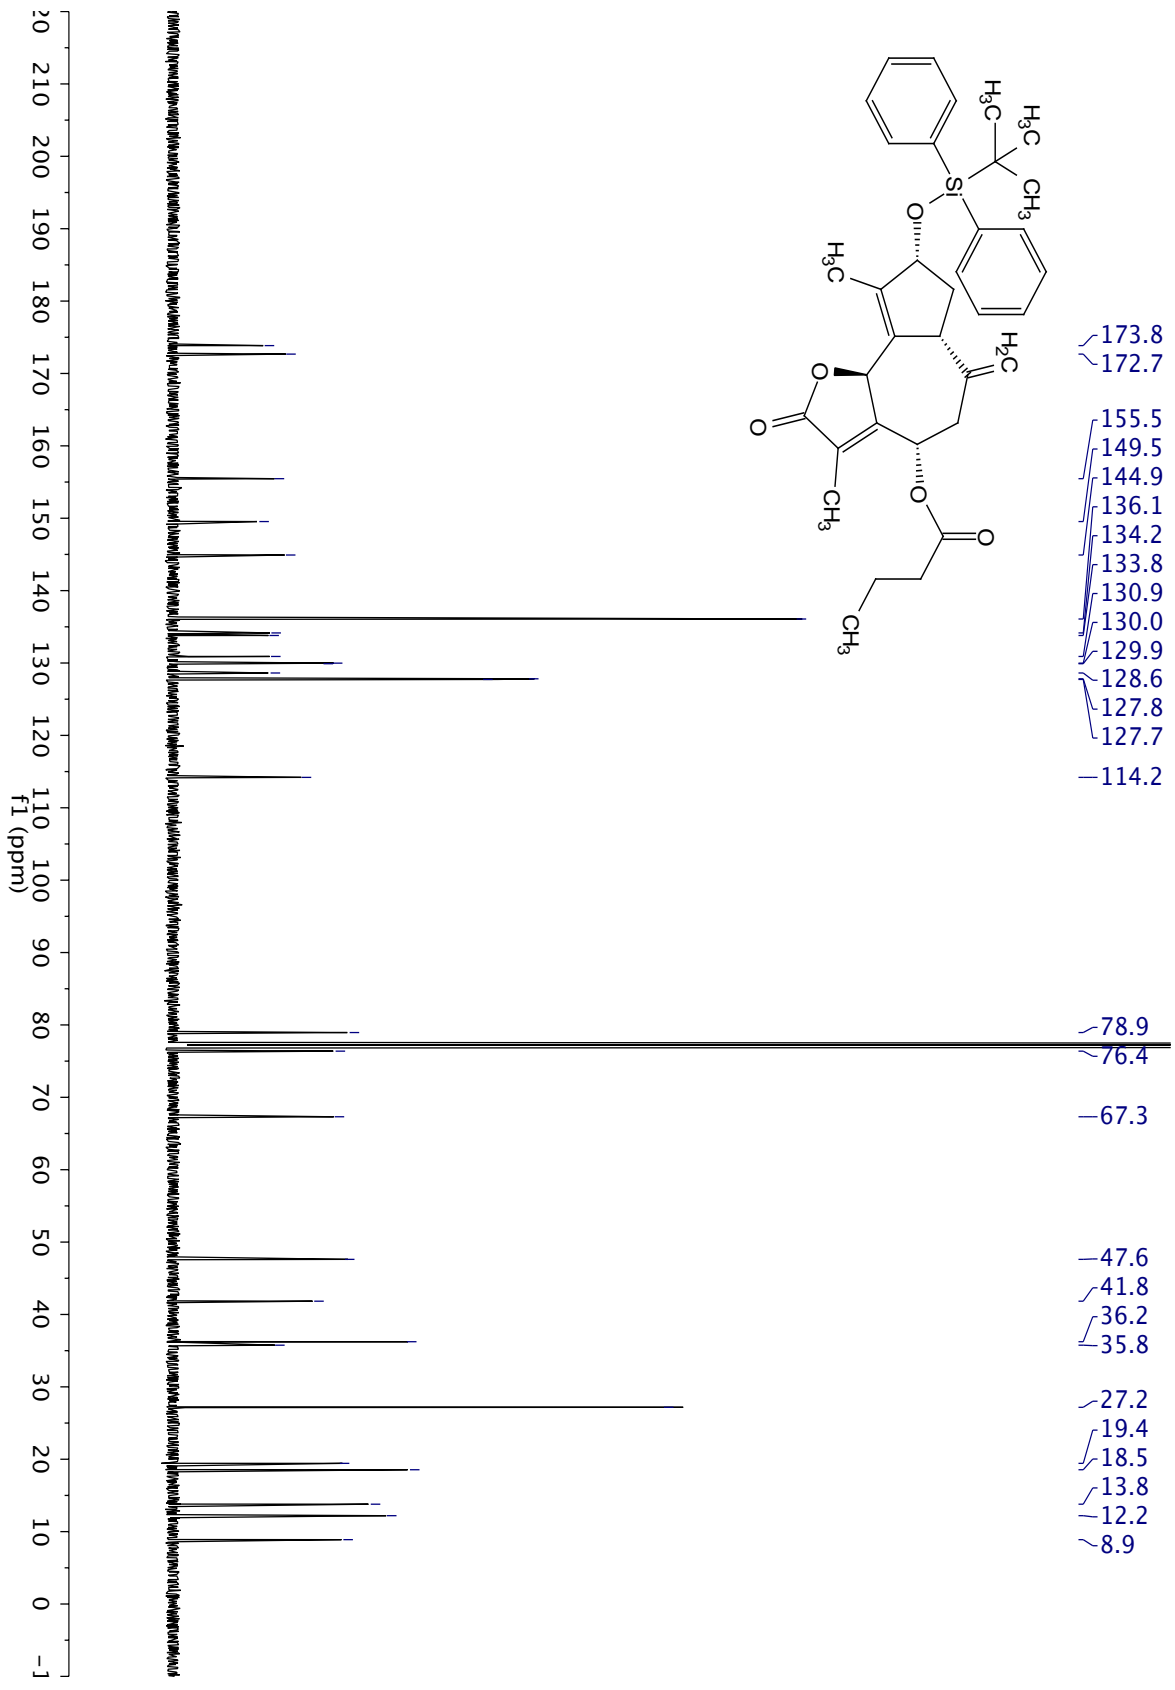 H₃C
H₃C
CH₃
Si
O
H₃C
H₂C
O
O
CH₃
O
O
CH₃
173.8
172.7
155.5
149.5
144.9
136.1
134.2
133.8
130.9
130.0
129.9
128.6
127.8
127.7
114.2
78.9
76.4
67.3
47.6
41.8
36.2
35.8
27.2
19.4
18.5
13.8
12.2
8.9
20 210 200 190 180 170 160 150 140 130 120 110 100 90 80 70 60 50 40 30 20 10 0 -1
f1 (ppm)